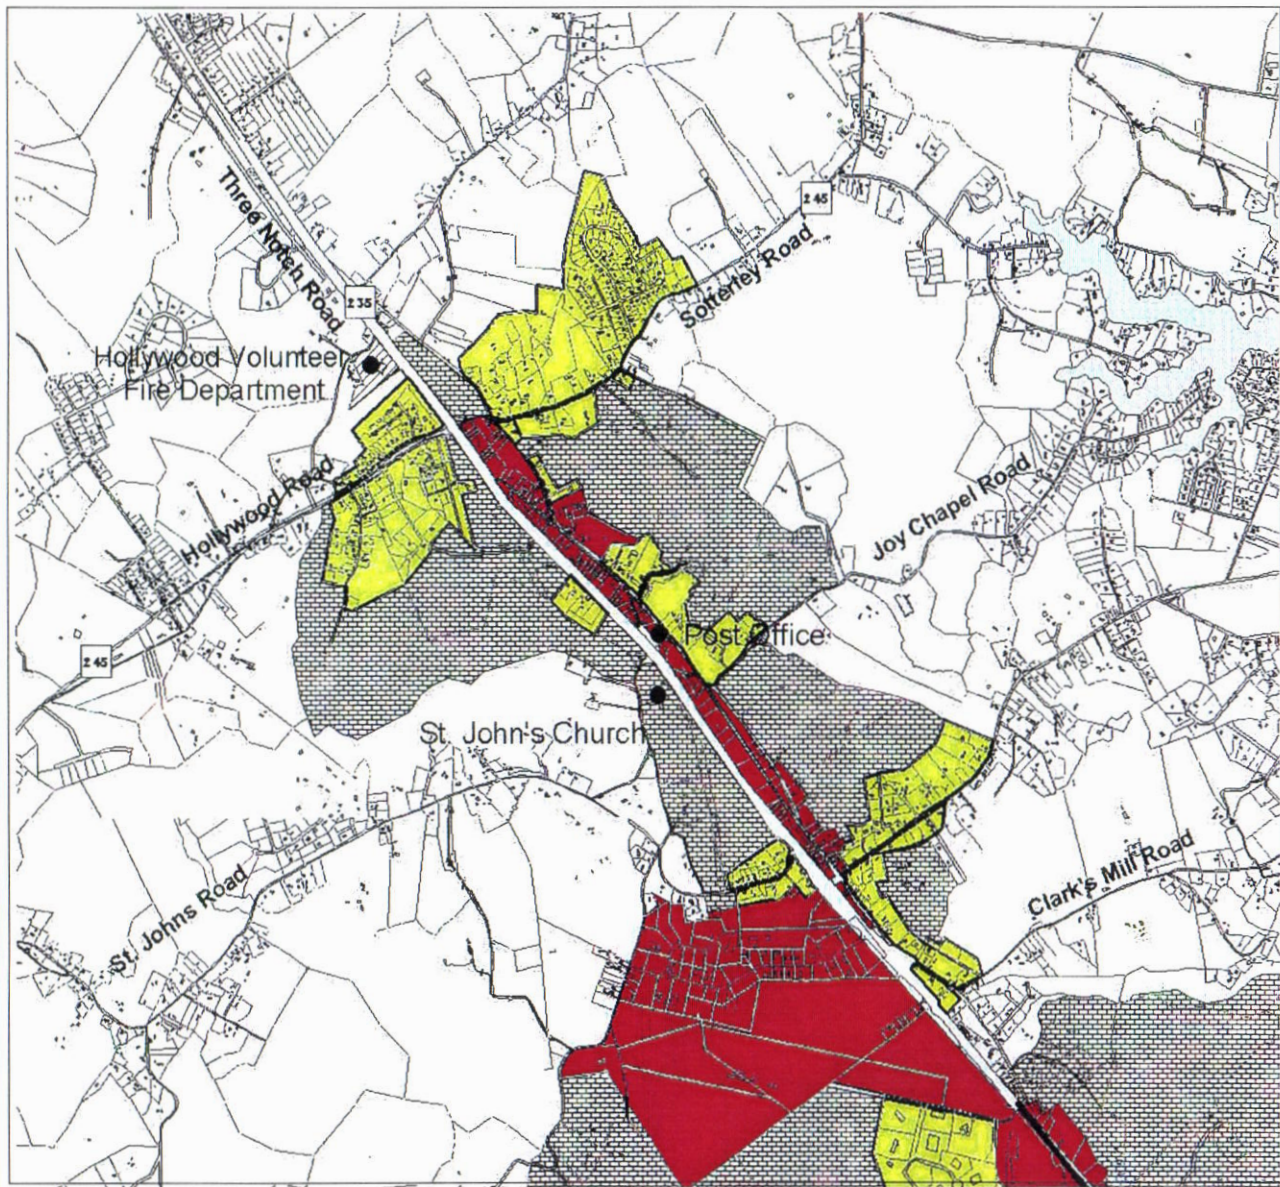 245
Three Notch Road
235
Sotterley Road
Hollywood Volunteer
Fire Department
Hollywood Road
Joy Chapel Road
Post Office
245
St. John's Church
Clark's Mill Road
St. Johns Road